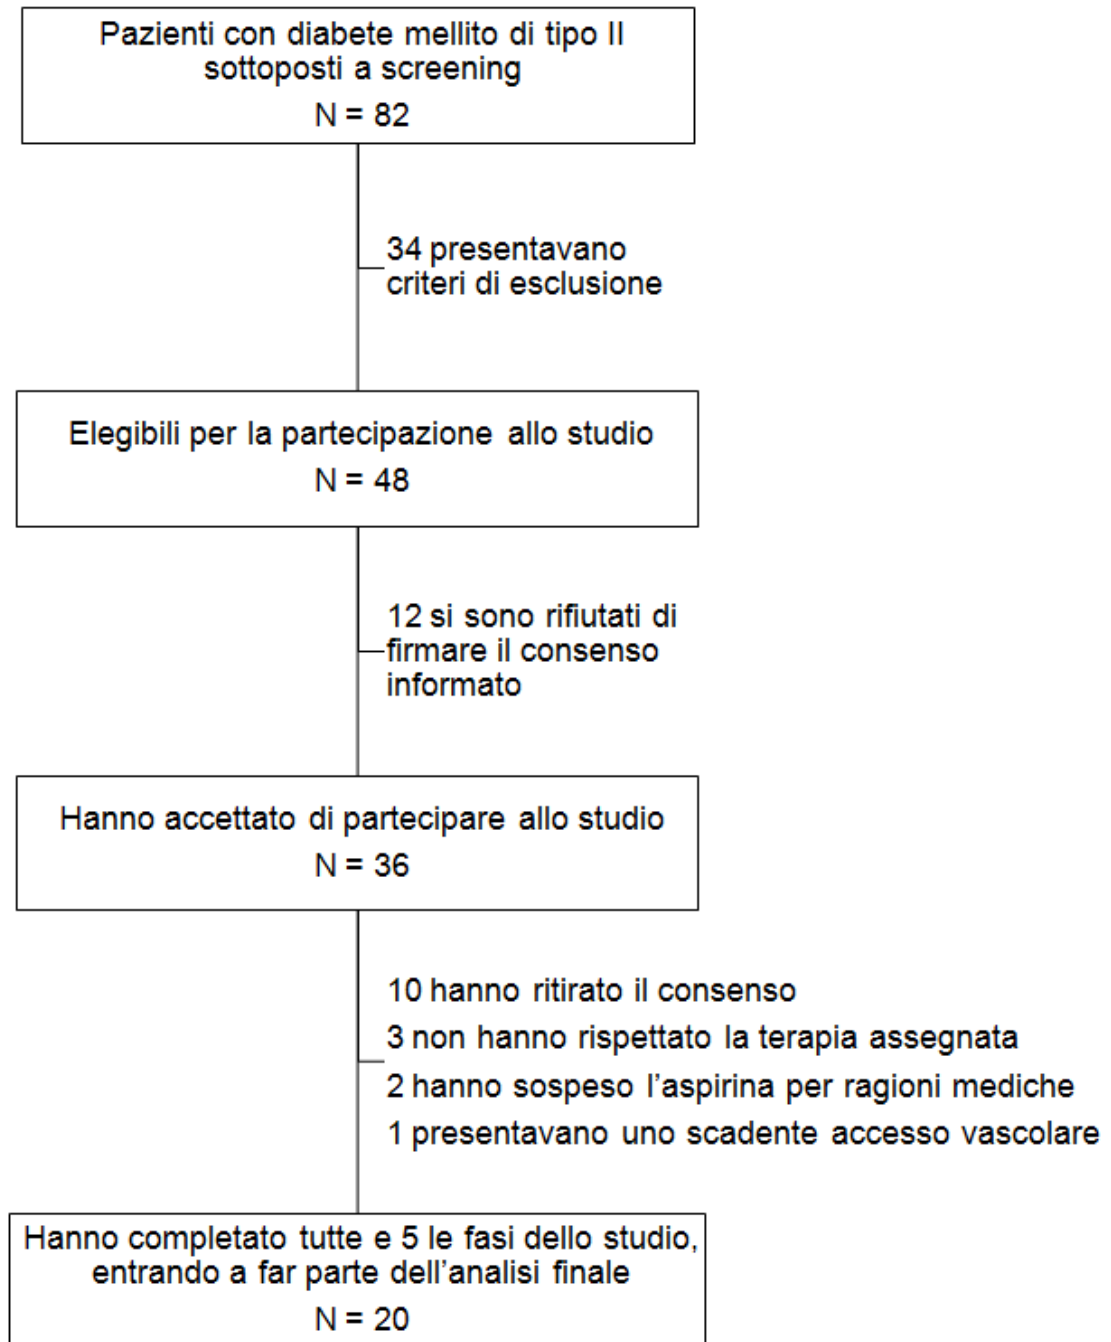 Pazienti con diabete mellito di tipo II
sottoposti a screening
N = 82
34 presentavano
criteri di esclusione
Elegibili per la partecipazione allo studio
N = 48
12 si sono rifiutati di
firmare il consenso
informato
Hanno accettato di partecipare allo studio
N = 36
10 hanno ritirato il consenso
3 non hanno rispettato la terapia assegnata
2 hanno sospeso l'aspirina per ragioni mediche
1 presentavano uno scadente accesso vascolare
Hanno completato tutte e 5 le fasi dello studio,
entrando a far parte dell'analisi finale
N = 20